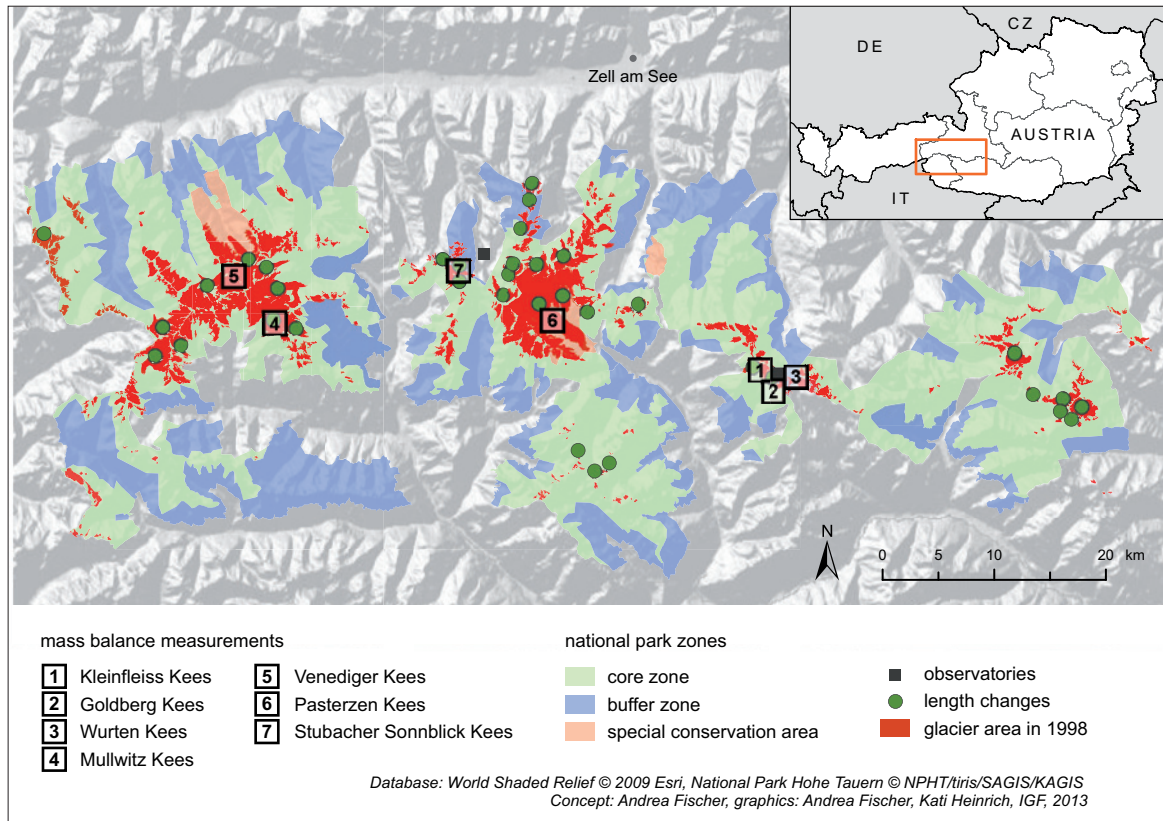 CZ
DE
Zell am See
AUSTRIA
IT
5
7
4
6
1
3
2
N
0 5 10 20 km
mass balance measurements
1 Kleinfleiss Kees
2 Goldberg Kees
3 Wurten Kees
4 Mullwitz Kees
5 Venediger Kees
6 Pasterzen Kees
7 Stubacher Sonnblick Kees
national park zones
core zone
buffer zone
special conservation area
observatories
length changes
glacier area in 1998
Database: World Shaded Relief © 2009 Esri, National Park Hohe Tauern © NPHT/tiris/SAGIS/KAGIS
Concept: Andrea Fischer, graphics: Andrea Fischer, Kati Heinrich, IGF, 2013